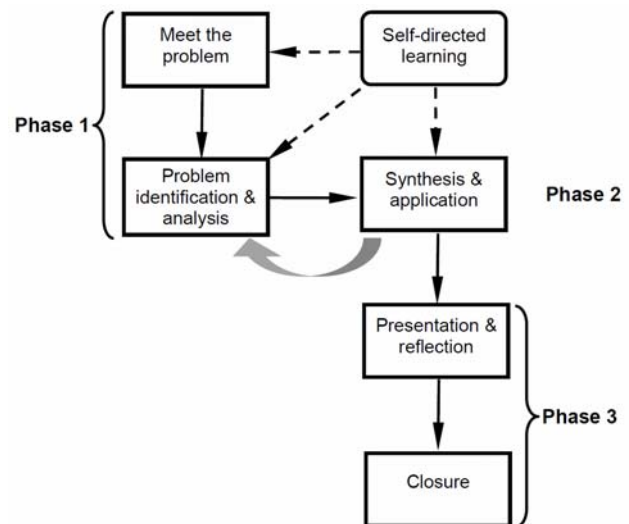 Meet the
problem
Self-directed
learning
Phase 1
Problem
identification &
analysis
Synthesis &
application
Phase 2
Presentation &
reflection
Phase 3
Closure